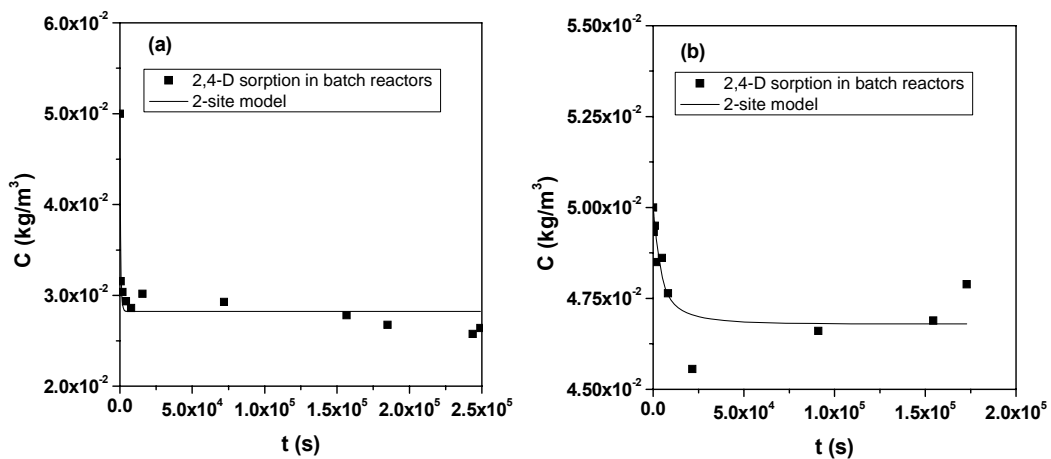 (a)
2,4-D sorption in batch reactors
2-site model
6.0x10⁻²
5.0x10⁻²
4.0x10⁻²
3.0x10⁻²
2.0x10⁻²
C (kg/m³)
0.0
5.0x10⁴
1.0x10⁵
1.5x10⁵
2.0x10⁵
2.5x10⁵
t (s)
(b)
2,4-D sorption in batch reactors
2-site model
5.50x10⁻²
5.25x10⁻²
5.00x10⁻²
4.75x10⁻²
4.50x10⁻²
C (kg/m³)
0.0
5.0x10⁴
1.0x10⁵
1.5x10⁵
2.0x10⁵
t (s)